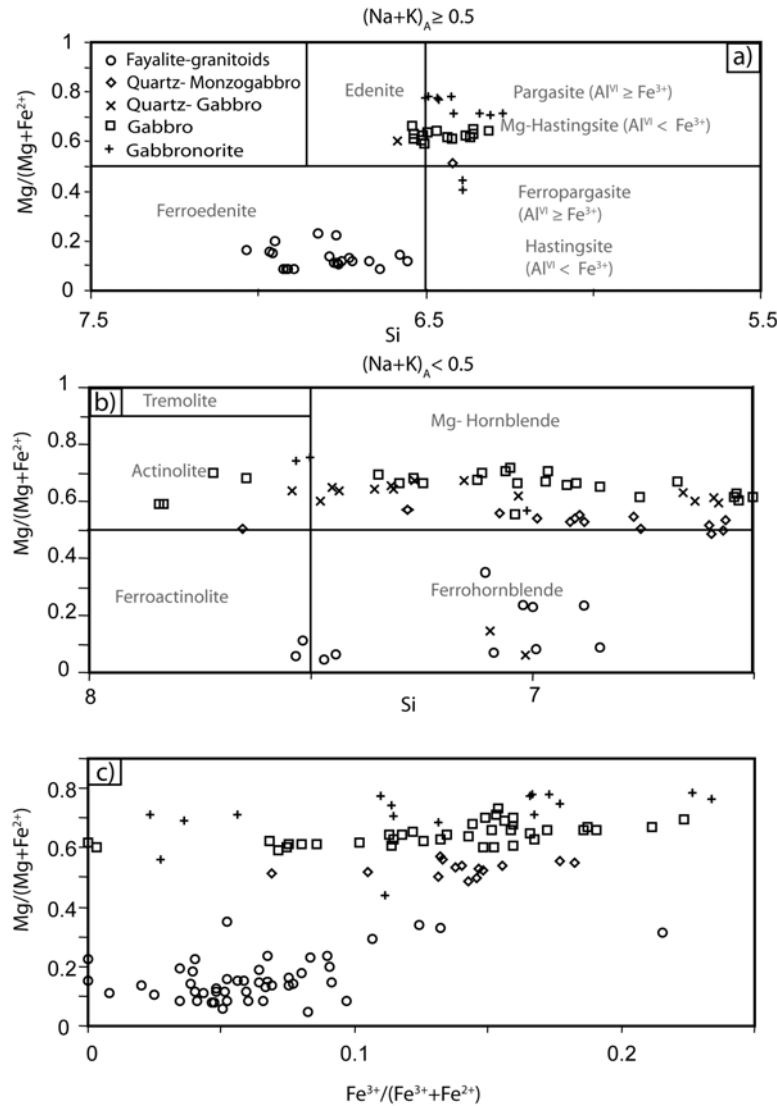 (Na+K)A ≥ 0.5
a)
1
0.8
0.6
0.4
0.2
0
Mg/(Mg+Fe²⁺)
Fayalite-granitoids
Quartz- Monzogabbro
Quartz- Gabbro
Gabbro
Gabbronorite
Edenite
Pargasite (Alⱽᴵ ≥ Fe³⁺)
Mg-Hastingsite (Alⱽᴵ < Fe³⁺)
Ferroedenite
Ferropargasite
(Alⱽᴵ ≥ Fe³⁺)
Hastingsite
(Alⱽᴵ < Fe³⁺)
7.5
6.5
5.5
Si
(Na+K)A < 0.5
b)
1
0.8
0.6
0.4
0.2
0
Mg/(Mg+Fe²⁺)
Tremolite
Mg- Hornblende
Actinolite
Ferroactinolite
Ferrohornblende
8
7
Si
c)
0.8
0.6
0.4
0.2
0
Mg/(Mg+Fe²⁺)
0
0.1
0.2
Fe³⁺/(Fe³⁺+Fe²⁺)